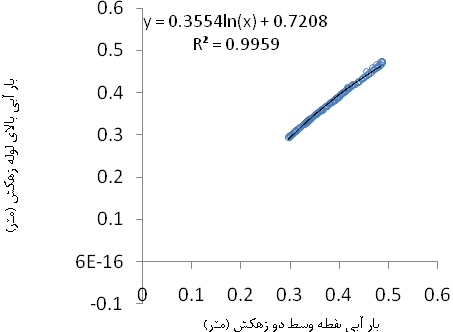 y = 0.3554ln(x) + 0.7208
R² = 0.9959
0.6
0.5
0.4
0.3
0.2
0.1
6E-16
-0.1
0
0.1
0.2
0.3
0.4
0.5
0.6
بار آبی بالای لوله زهکش (متر)
بار آبی نقطه وسط دو زهکش (متر)